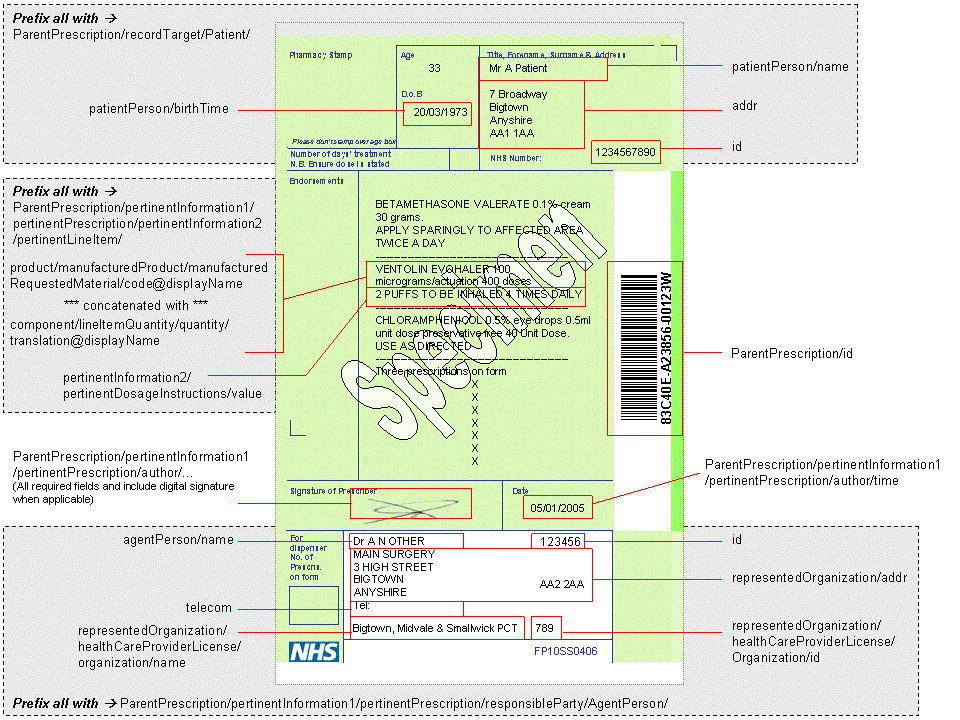 Prefix all with →
ParentPrescription/recordTarget/Patient/
patientPerson/birthTime
Pharmacy Stamp
Age
33
D.o.B
20/03/1973
Title, Forename, Surname & Address
Mr A Patient
7 Broadway
Bigtown
Anyshire
AA1 1AA
Please don't stamp over age box
Number of days' treatment
N.B. Ensure dose is stated
NHS Number:
1234567890
patientPerson/name
addr
id
Prefix all with →
ParentPrescription/pertinentInformation1/
pertinentPrescription/pertinentInformation2
/pertinentLineItem/
product/manufacturedProduct/manufactured
RequestedMaterial/code@displayName
*** concatenated with ***
component/lineItemQuantity/quantity/
translation@displayName
pertinentInformation2/
pertinentDosageInstructions/value
Endorsements
BETAMETHASONE VALERATE 0.1% cream
30 grams.
APPLY SPARINGLY TO AFFECTED AREA
TWICE A DAY
VENTOLIN EVOHALER 100
micrograms/actuation 400 doses
2 PUFFS TO BE INHALED 4 TIMES DAILY
CHLORAMPHENICOL 0.5% eye drops 0.5ml
unit dose preservative free 40 Unit Dose.
USE AS DIRECTED
Three prescriptions on form
X
X
X
X
X
X
X
Specimen
83C40E-A23856-00123W
ParentPrescription/id
ParentPrescription/pertinentInformation1
/pertinentPrescription/author/...
(All required fields and include digital signature
when applicable)
Signature of Prescriber
Date
05/01/2005
ParentPrescription/pertinentInformation1
/pertinentPrescription/author/time
agentPerson/name
telecom
representedOrganization/
healthCareProviderLicense/
organization/name
For
dispenser
No. of
Prescns.
on form
Dr A N OTHER
123456
MAIN SURGERY
3 HIGH STREET
BIGTOWN
AA2 2AA
ANYSHIRE
Tel:
Bigtown, Midvale & Smallwick PCT
789
NHS
FP10SS0406
id
representedOrganization/addr
representedOrganization/
healthCareProviderLicense/
Organization/id
Prefix all with → ParentPrescription/pertinentInformation1/pertinentPrescription/responsibleParty/AgentPerson/